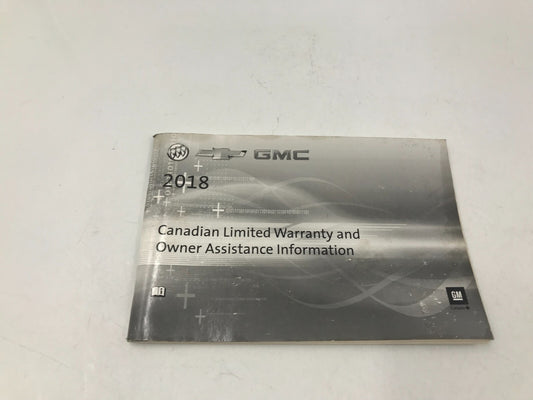 GMC
2018
Canadian Limited Warranty and
Owner Assistance Information
GM